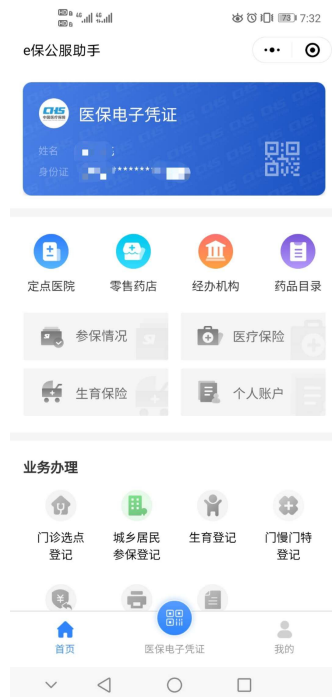 7:32
e保公服助手
CHS
医保电子凭证
姓名
身份证
******
定点医院
零售药店
经办机构
药品目录
参保情况
医疗保险
生育保险
个人账户
业务办理
门诊选点
登记
城乡居民
参保登记
生育登记
门慢门特
登记
首页
医保电子凭证
我的